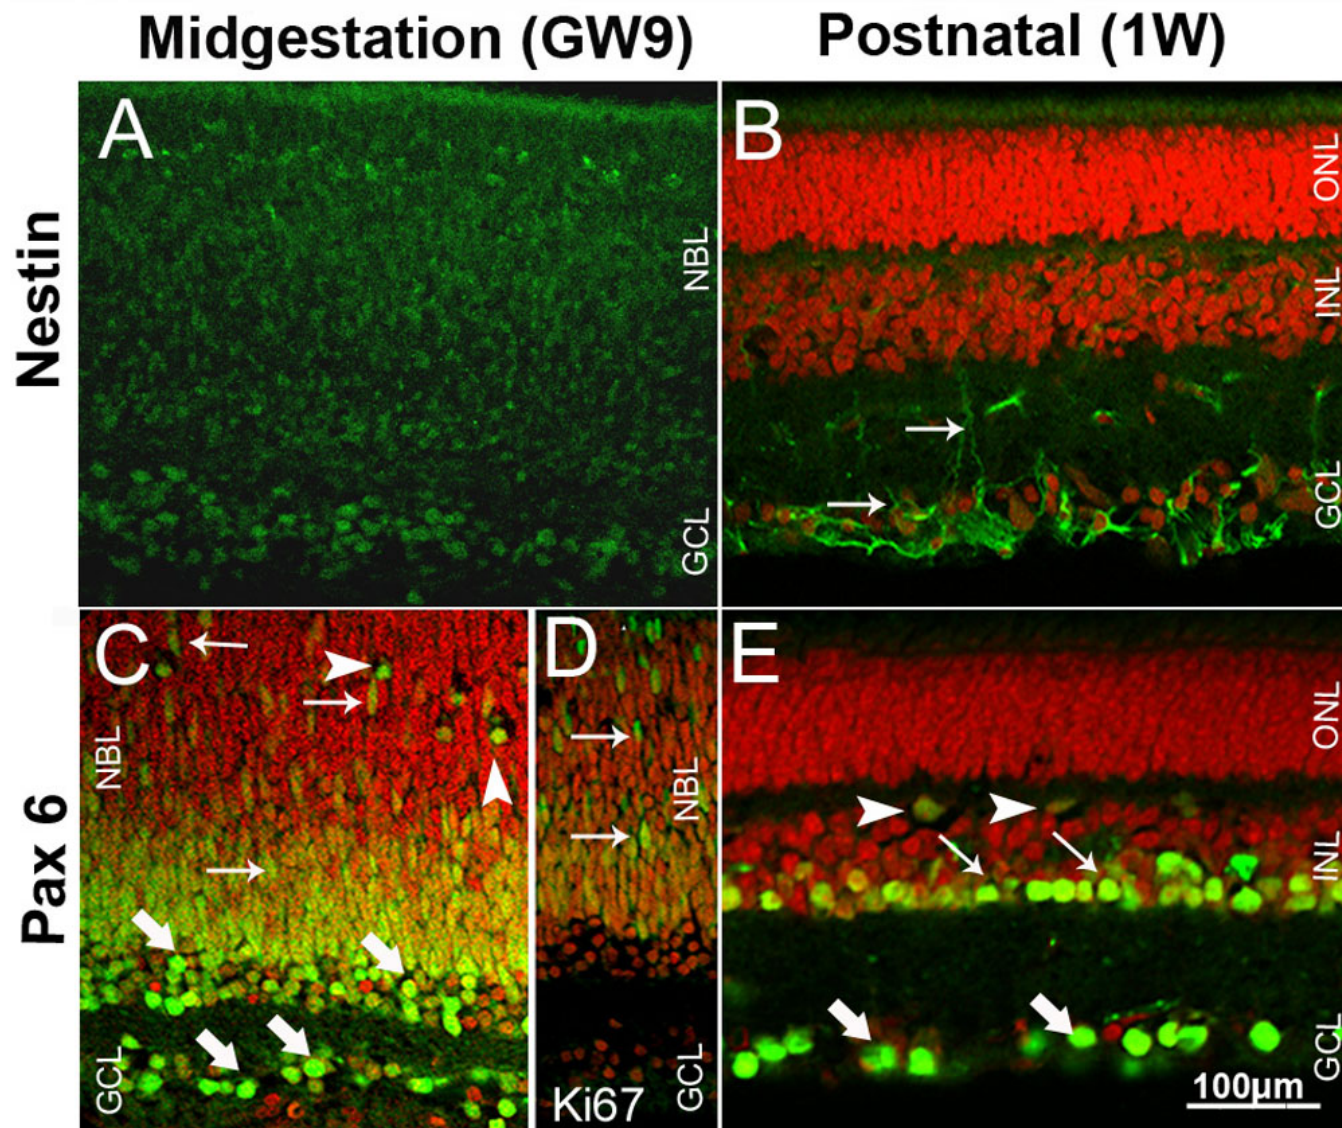 Midgestation (GW9)
Postnatal (1W)
Nestin
A
NBL
GCL
B
ONL
INL
GCL
Pax 6
C
NBL
GCL
D
NBL
GCL
Ki67
E
ONL
INL
GCL
100µm